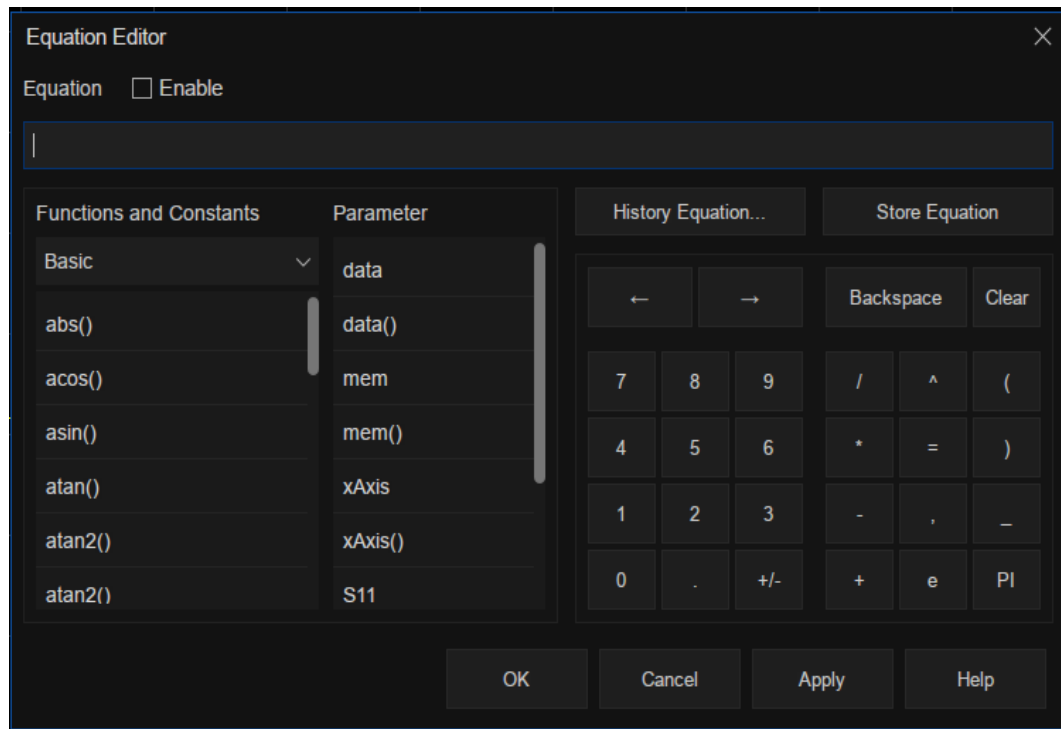 Equation Editor
Equation Enable
Functions and Constants
Basic
abs()
acos()
asin()
atan()
atan2()
atan2()
Parameter
data
data()
mem
mem()
xAxis
xAxis()
S11
History Equation... Store Equation
← → Backspace Clear
7 8 9 / ^ (
4 5 6 * = )
1 2 3 - , _
0 . +/- + e PI
OK Cancel Apply Help